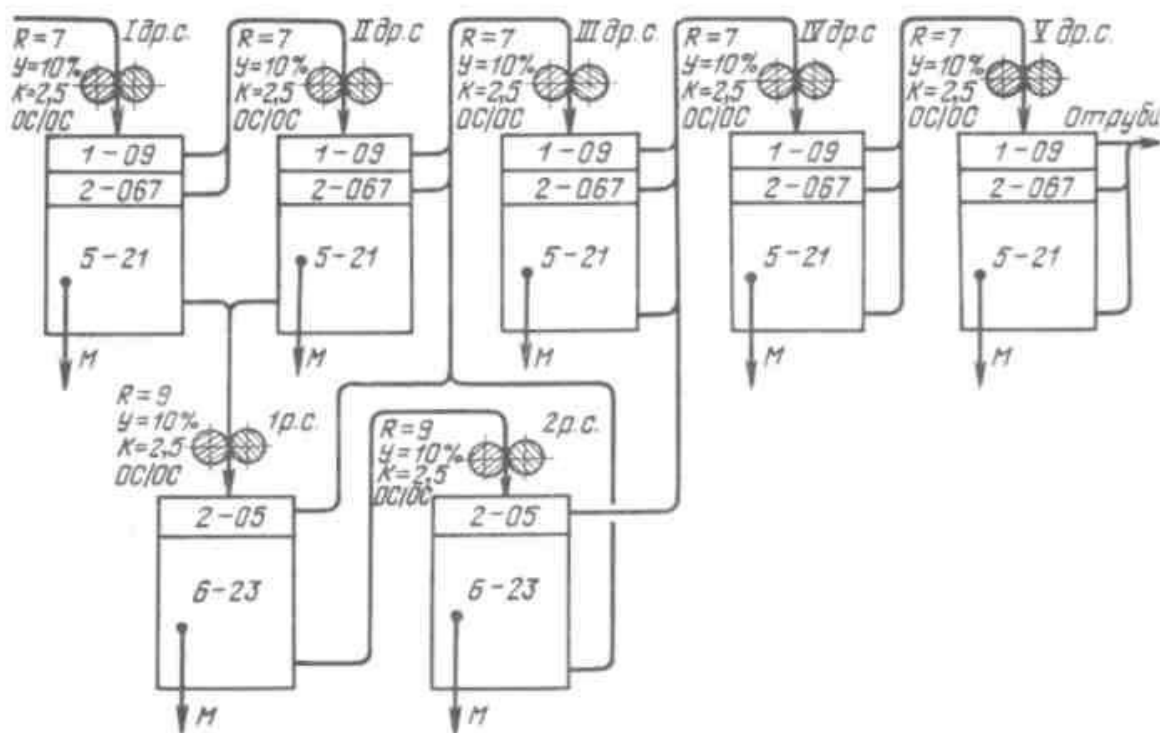 I др.с.
R=7
У=10%
К=2,5
ОС/ОС
1-09
2-067
5-21
М
II др.с.
R=7
У=10%
К=2,5
ОС/ОС
1-09
2-067
5-21
М
III др.с.
R=7
У=10%
К=2,5
ОС/ОС
1-09
2-067
5-21
М
IV др.с
R=7
У=10%
К=2,5
ОС/ОС
1-09
2-067
5-21
М
V др.с.
R=7
У=10%
К=2,5
ОС/ОС
1-09
2-067
5-21
М
Отруби
1р.с.
R=9
У=10%
К=2,5
ОС/ОС
2-05
6-23
М
2р.с.
R=9
У=10%
К=2,5
ОС/ОС
2-05
6-23
М